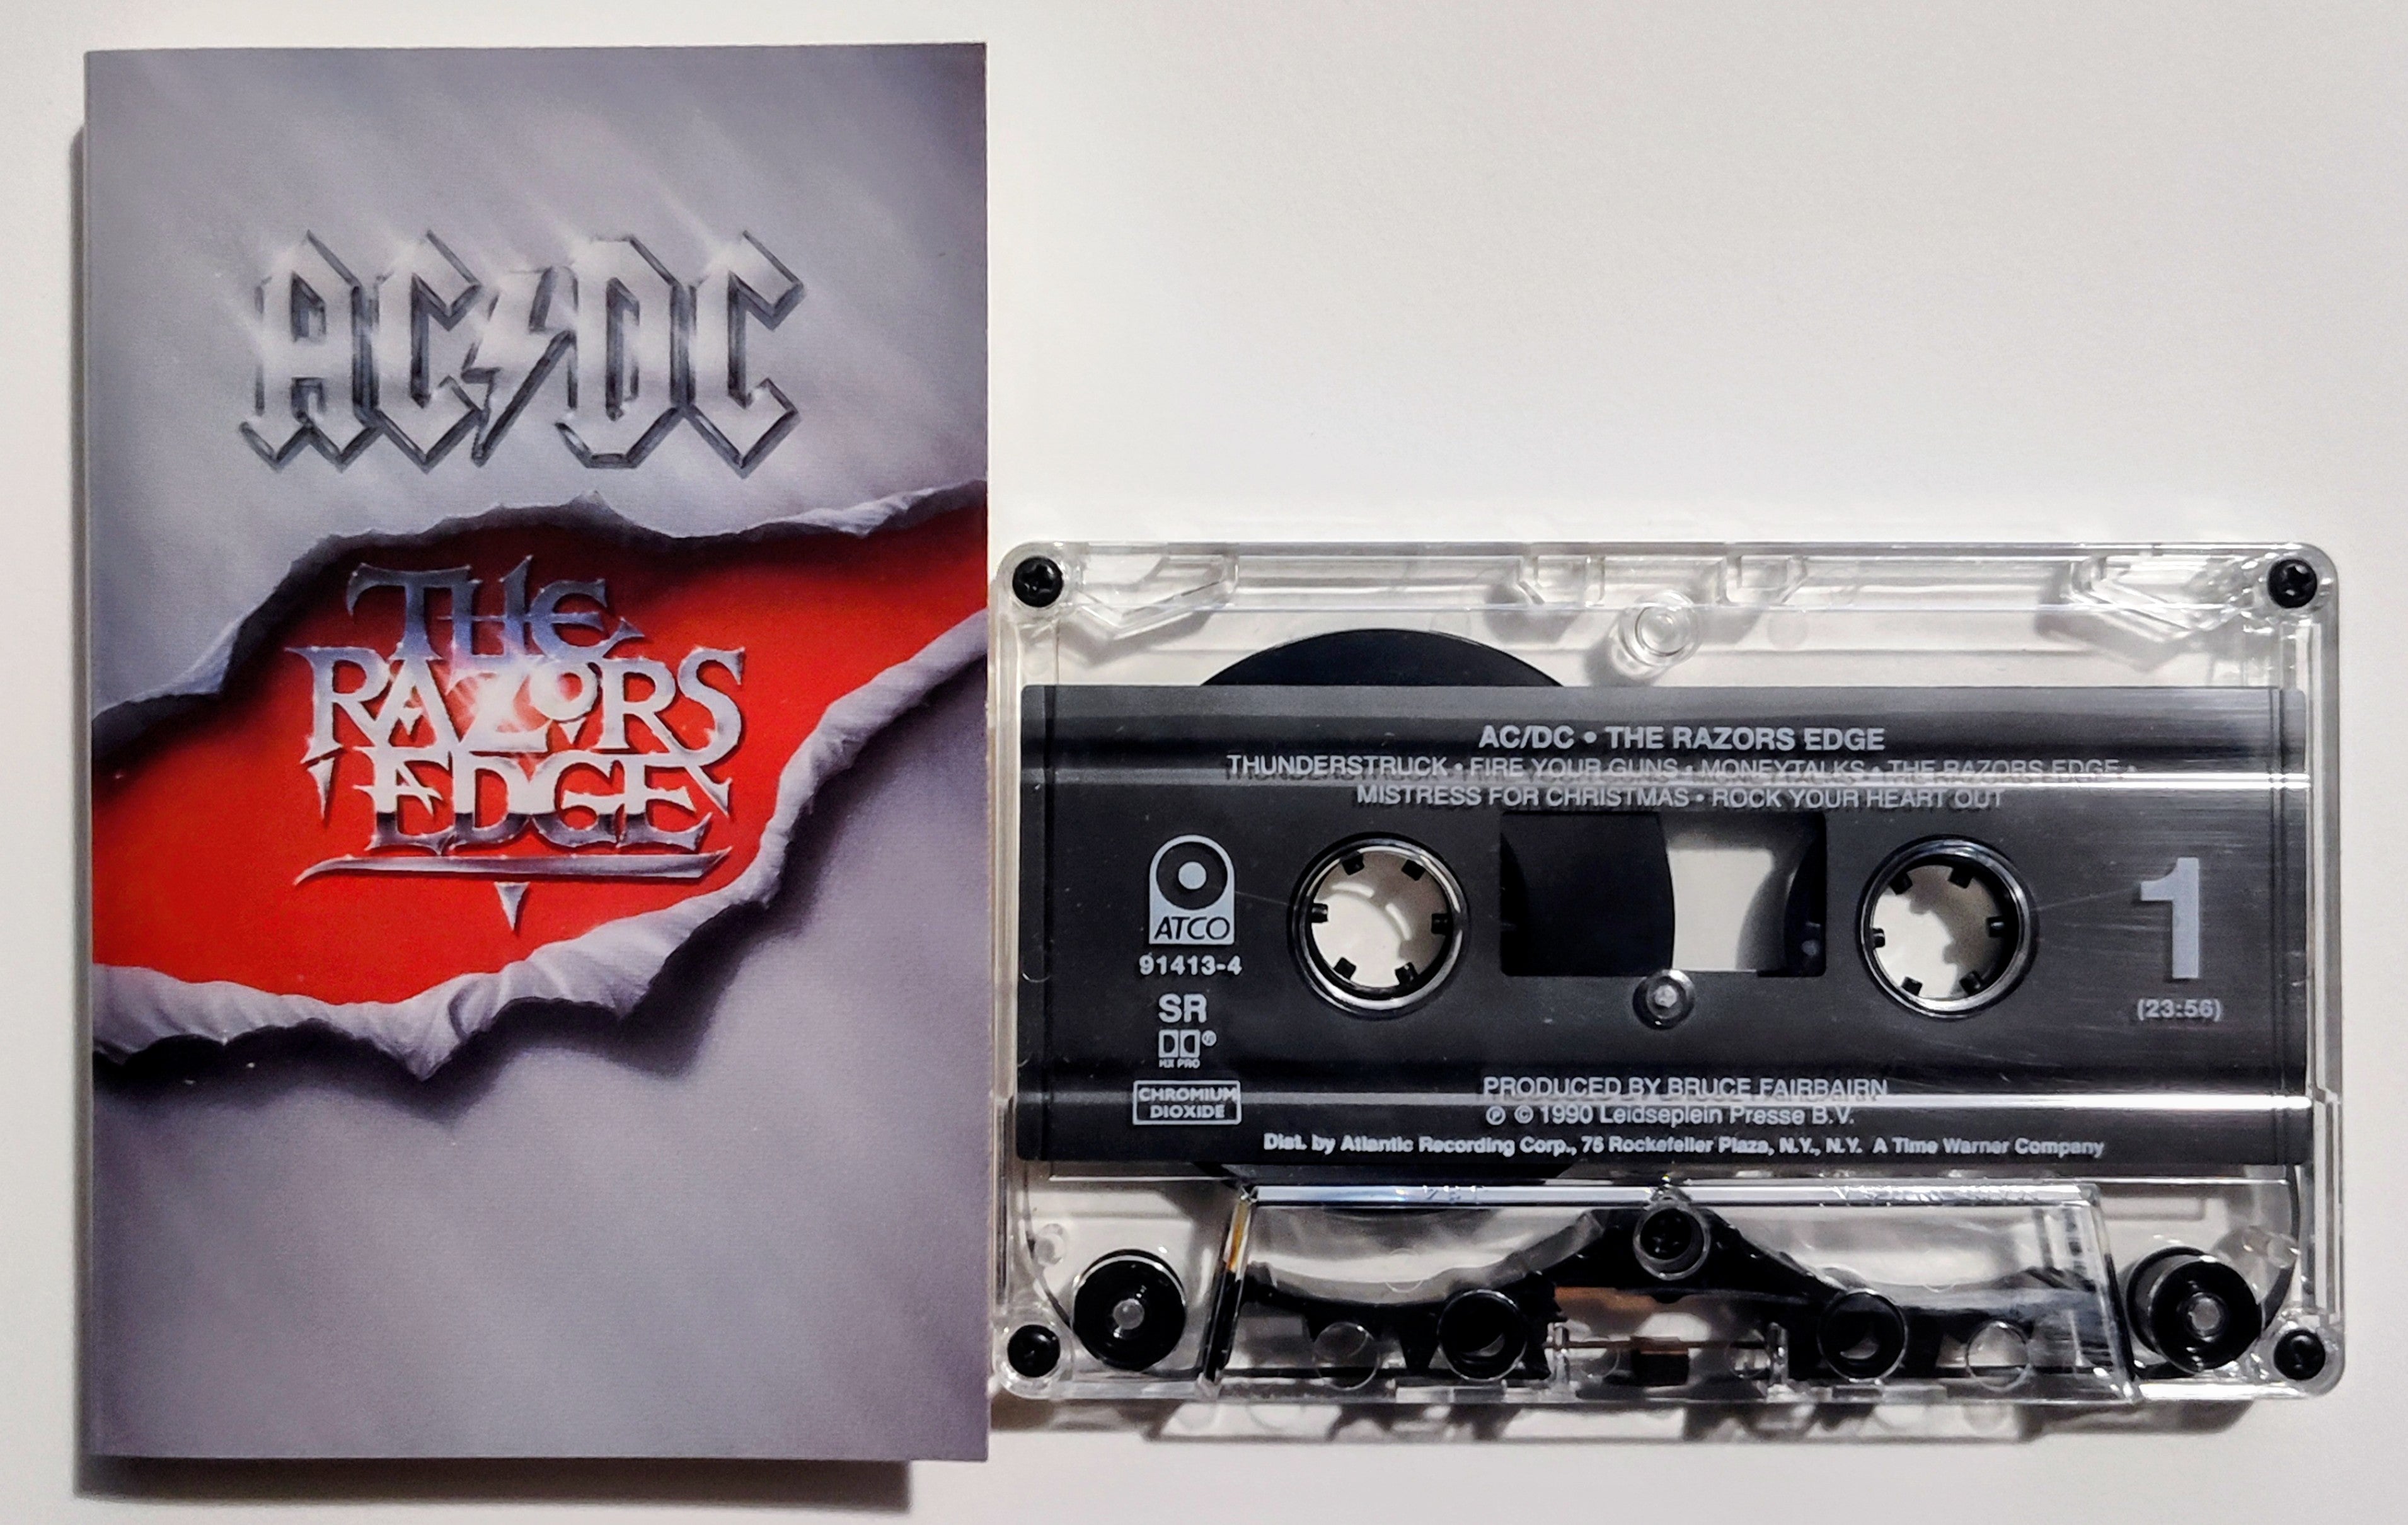 AC/DC
THE
RAZORS
EDGE
AC/DC • THE RAZORS EDGE
THUNDERSTRUCK • FIRE YOUR GUNS • MONEYTALKS • THE RAZORS EDGE •
MISTRESS FOR CHRISTMAS • ROCK YOUR HEART OUT
ATCO
91413-4
SR
HX PRO
CHROMIUM
DIOXIDE
1
(23:56)
PRODUCED BY BRUCE FAIRBAIRN
℗ © 1990 Leidseplein Presse B.V.
Dist. by Atlantic Recording Corp., 75 Rockefeller Plaza, N.Y., N.Y. A Time Warner Company